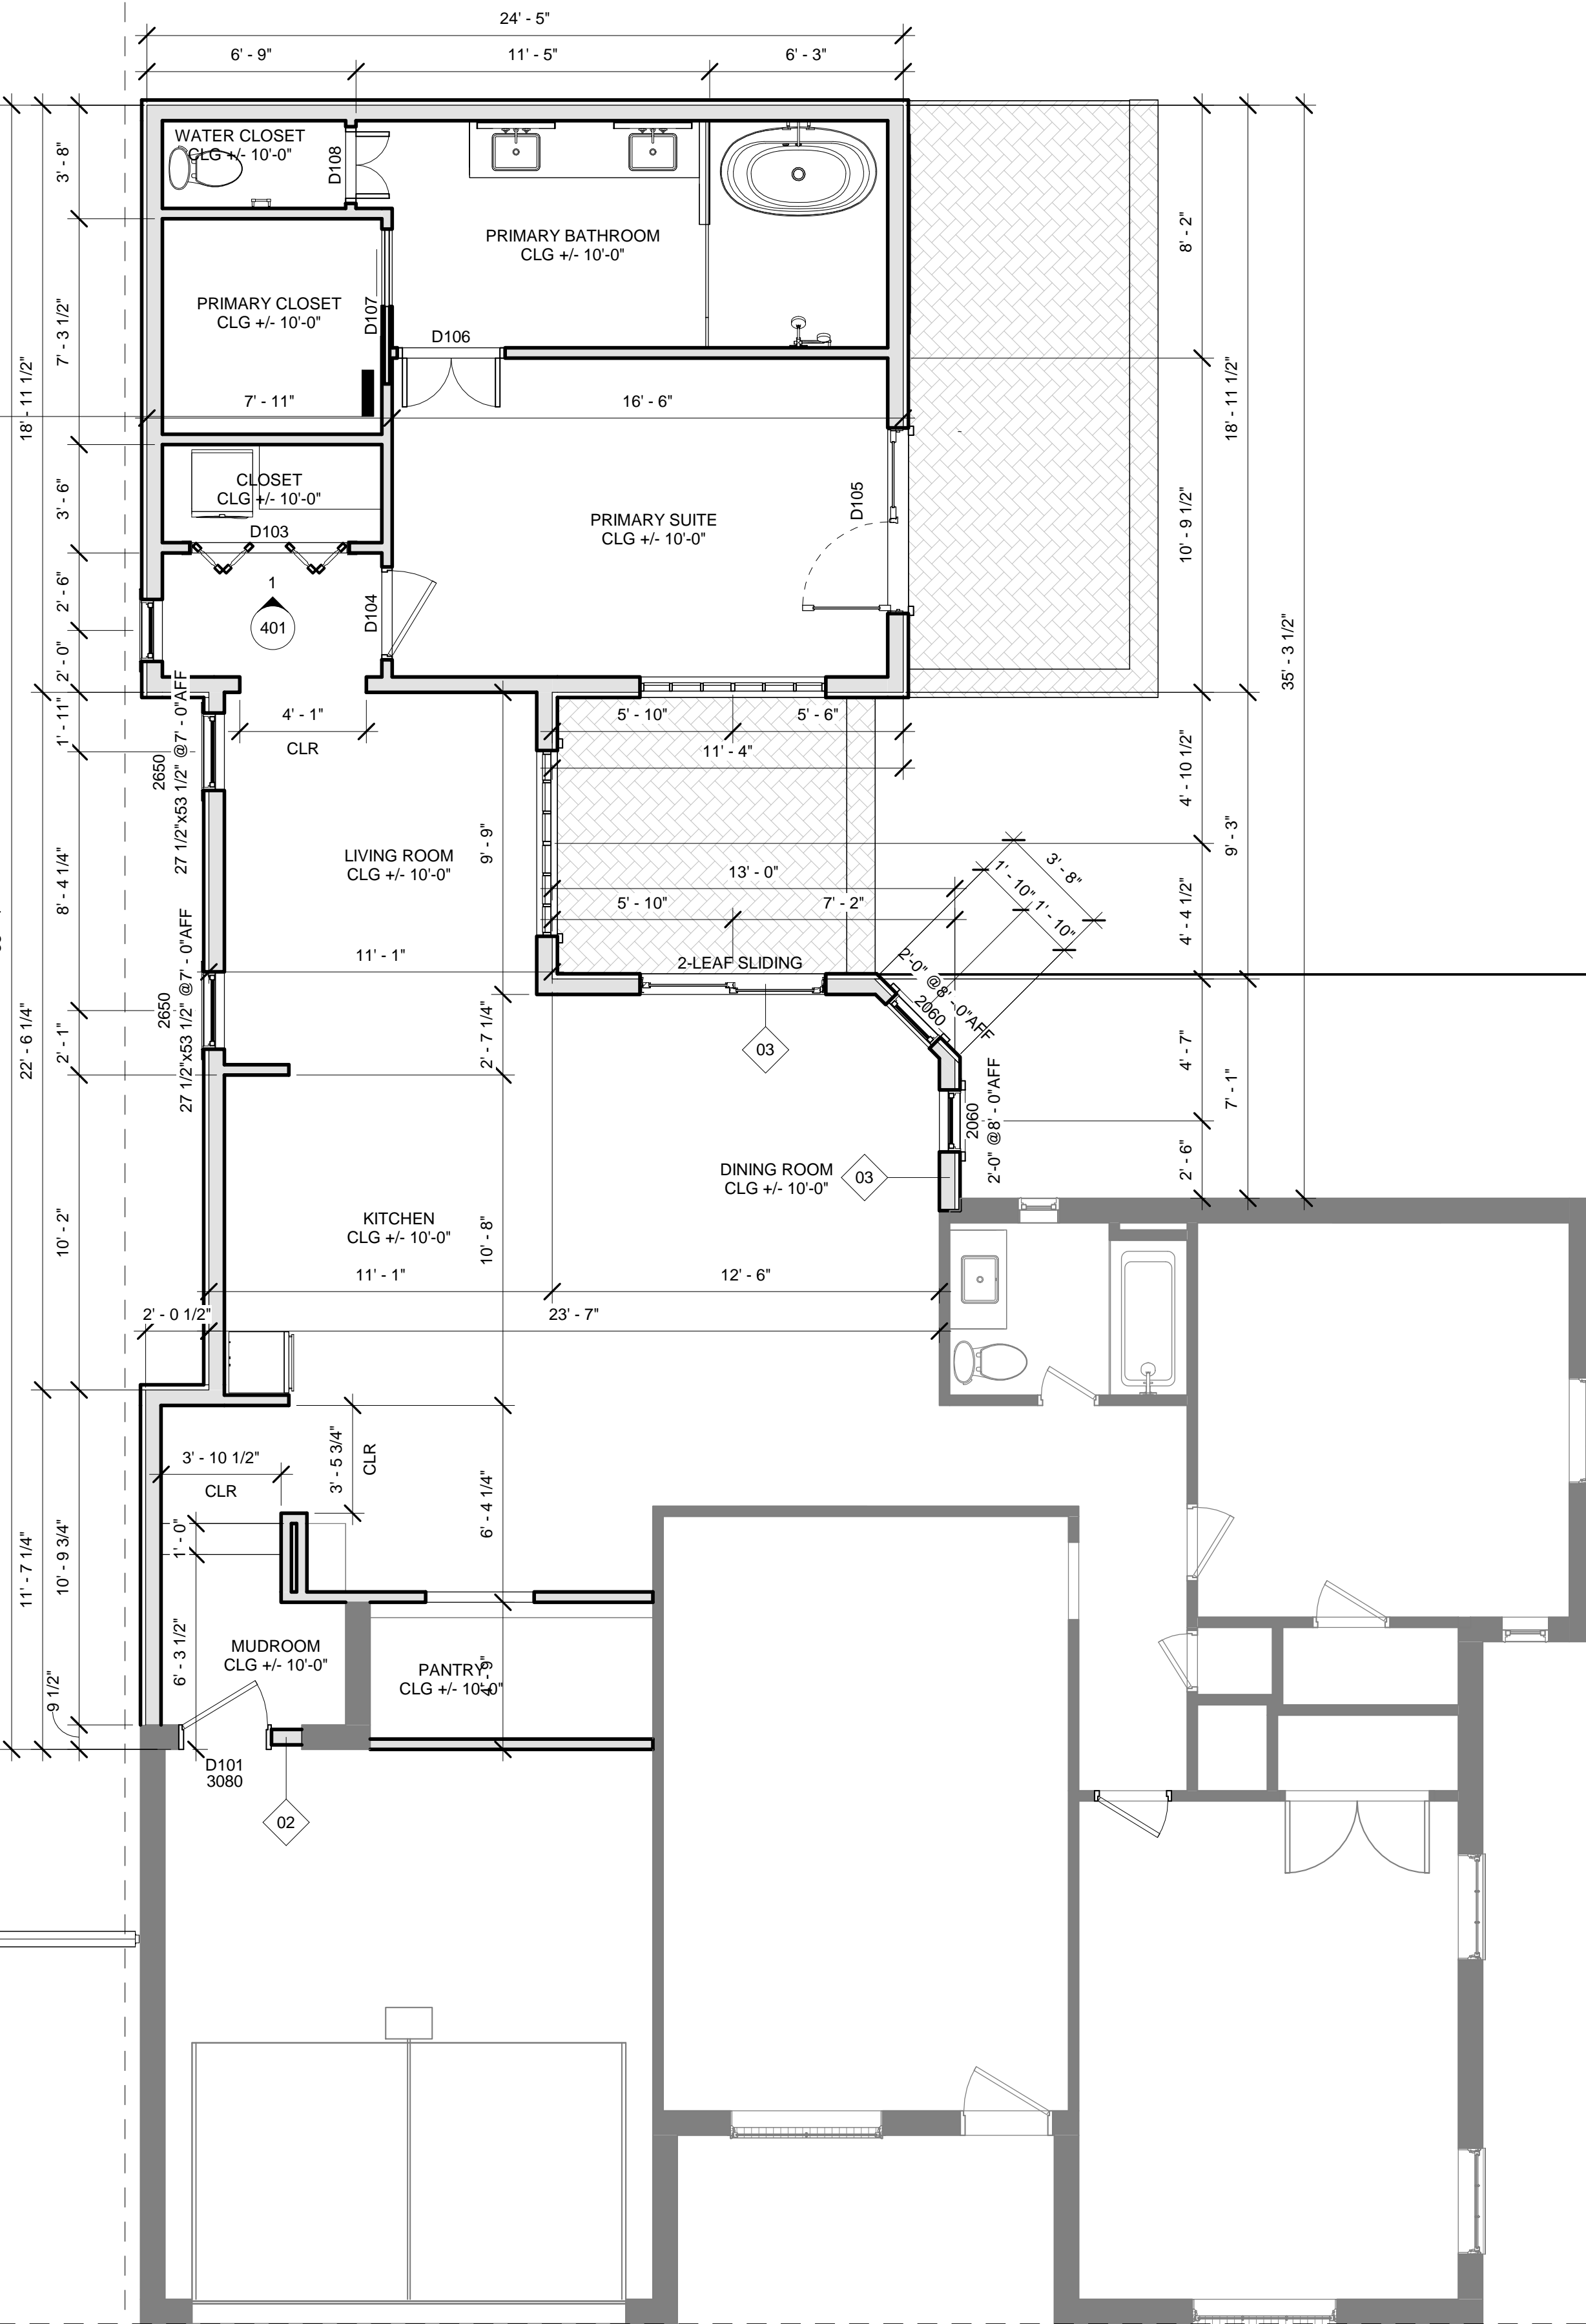 24' - 5"
6' - 9"
11' - 5"
6' - 3"
WATER CLOSET
CLG +/- 10'-0"
D108
3' - 8"
PRIMARY BATHROOM
CLG +/- 10'-0"
8' - 2"
PRIMARY CLOSET
CLG +/- 10'-0"
D107
D106
7' - 3 1/2"
18' - 11 1/2"
18' - 11 1/2"
7' - 11"
16' - 6"
CLOSET
CLG +/- 10'-0"
D103
3' - 6"
PRIMARY SUITE
CLG +/- 10'-0"
D105
10' - 9 1/2"
1
401
D104
2' - 6"
2' - 0"
35' - 3 1/2"
1' - 11"
4' - 1"
CLR
5' - 10"
5' - 6"
11' - 4"
2650
27 1/2"x53 1/2" @7' - 0"AFF
4' - 10 1/2"
9' - 3"
9' - 9"
LIVING ROOM
CLG +/- 10'-0"
8' - 4 1/4"
13' - 0"
5' - 10"
7' - 2"
3' - 8"
1' - 10"
1' - 10"
4' - 4 1/2"
11' - 1"
2-LEAF SLIDING
2650
27 1/2"x53 1/2" @7' - 0"AFF
2'-0" @8' - 0"AFF
2060
03
22' - 6 1/4"
2' - 1"
2' - 7 1/4"
4' - 7"
7' - 1"
2060
2'-0" @8' - 0"AFF
DINING ROOM
CLG +/- 10'-0"
03
2' - 6"
KITCHEN
CLG +/- 10'-0"
10' - 2"
10' - 8"
11' - 1"
12' - 6"
2' - 0 1/2"
23' - 7"
3' - 10 1/2"
CLR
3' - 5 3/4"
CLR
6' - 4 1/4"
1' - 0"
11' - 7 1/4"
10' - 9 3/4"
6' - 3 1/2"
MUDROOM
CLG +/- 10'-0"
PANTRY
CLG +/- 10'-0"
4' - 9"
9 1/2"
D101
3080
02